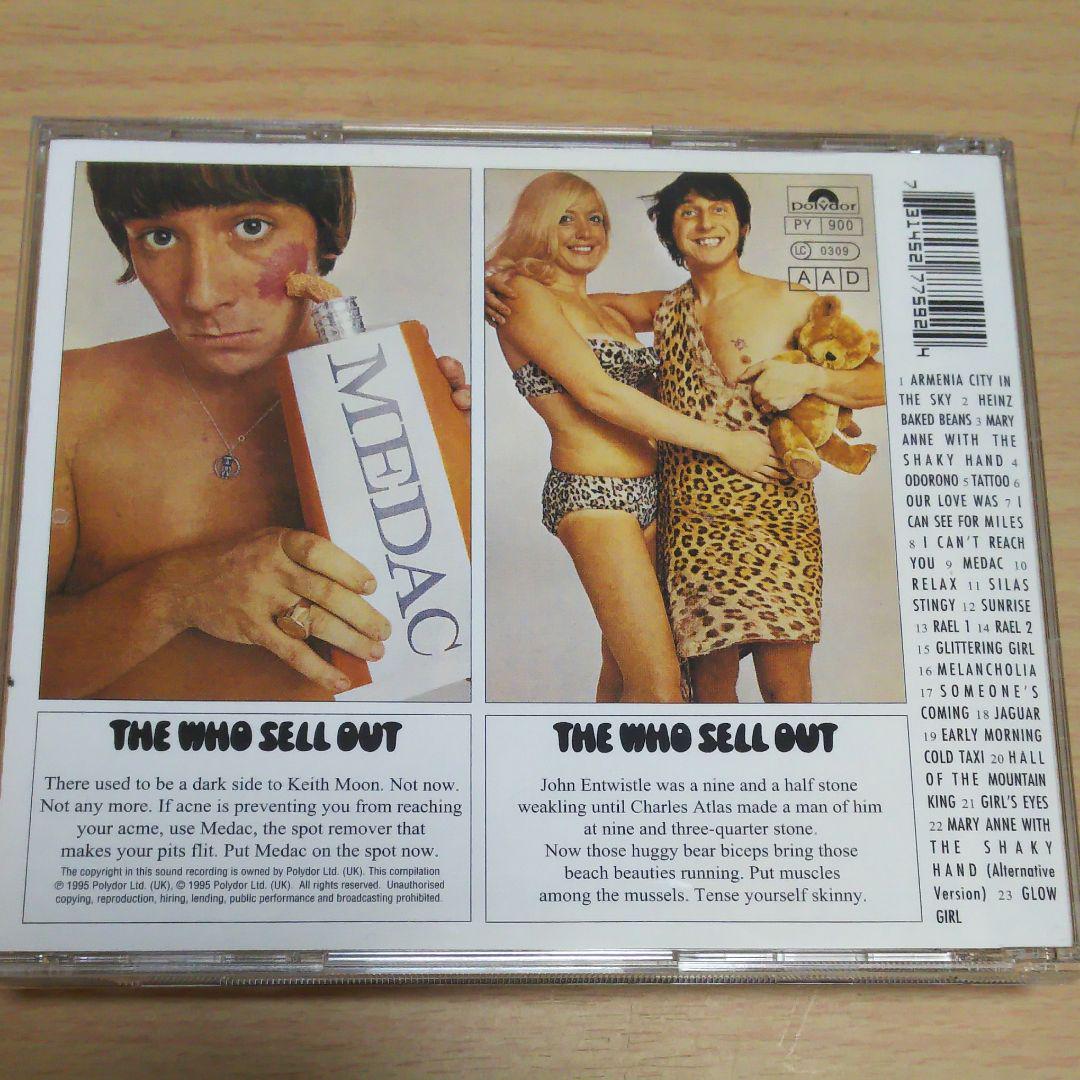 MEDAC
polydor
PY 900
LC 0309
AAD
7 31452 77592 4
1 ARMENIA CITY IN
THE SKY 2 HEINZ
BAKED BEANS 3 MARY
ANNE WITH THE
SHAKY HAND 4
ODORONO 5 TATTOO 6
OUR LOVE WAS 7 I
CAN SEE FOR MILES
8 I CAN'T REACH
YOU 9 MEDAC 10
RELAX 11 SILAS
STINGY 12 SUNRISE
13 RAEL 1 14 RAEL 2
15 GLITTERING GIRL
16 MELANCHOLIA
17 SOMEONE'S
COMING 18 JAGUAR
19 EARLY MORNING
COLD TAXI 20 HALL
OF THE MOUNTAIN
KING 21 GIRL'S EYES
22 MARY ANNE WITH
THE SHAKY
HAND (Alternative
Version) 23 GLOW
GIRL
THE WHO SELL OUT
There used to be a dark side to Keith Moon. Not now.
Not any more. If acne is preventing you from reaching
your acme, use Medac, the spot remover that
makes your pits flit. Put Medac on the spot now.
The copyright in this sound recording is owned by Polydor Ltd. (UK). This compilation
℗ 1995 Polydor Ltd. (UK), © 1995 Polydor Ltd. (UK). All rights reserved. Unauthorised
copying, reproduction, hiring, lending, public performance and broadcasting prohibited.
THE WHO SELL OUT
John Entwistle was a nine and a half stone
weakling until Charles Atlas made a man of him
at nine and three-quarter stone.
Now those huggy bear biceps bring those
beach beauties running. Put muscles
among the mussels. Tense yourself skinny.